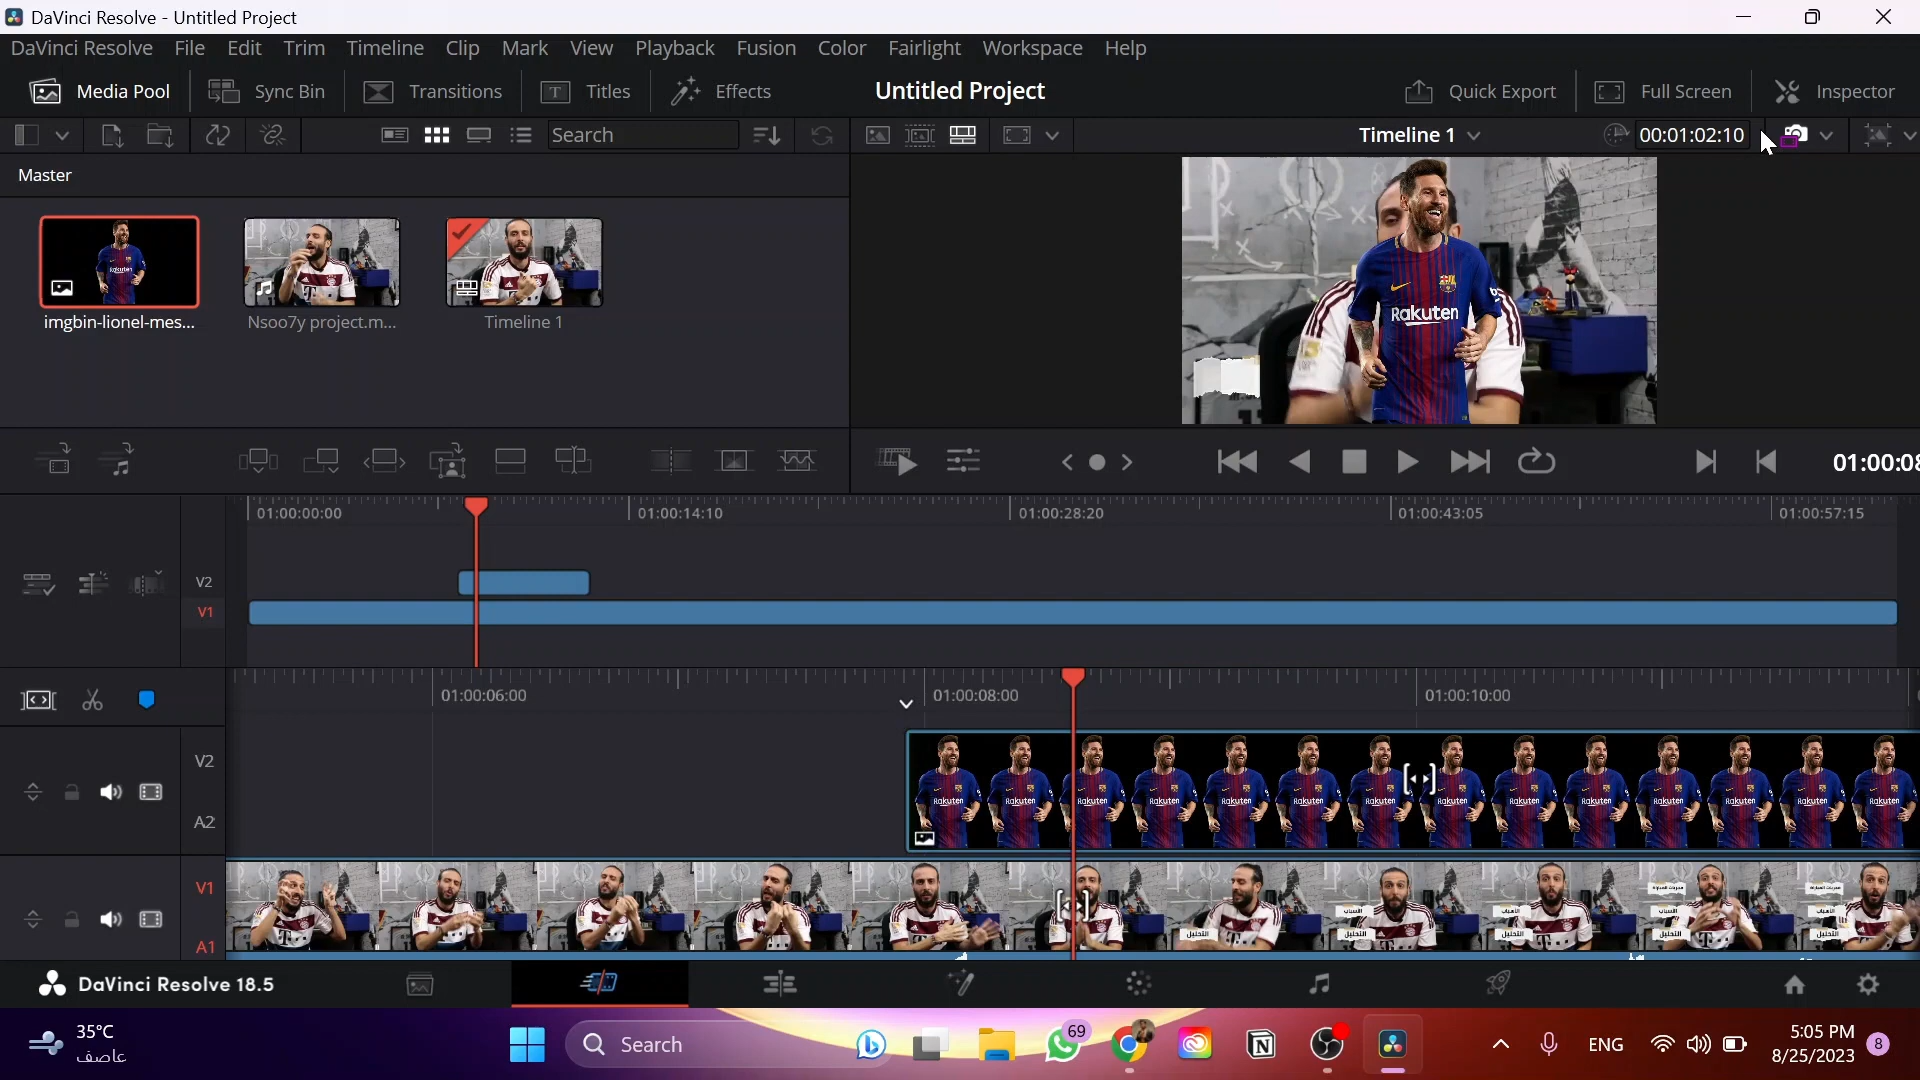 DaVinci Resolve - Untitled Project
DaVinci Resolve File Edit Trim Timeline Clip Mark View Playback Fusion Color Fairlight Workspace Help
Media Pool Sync Bin Transitions Titles Effects Untitled Project Quick Export Full Screen Inspector
Search Timeline 1 00:01:02:10
Master
Rakuten
imgbin-lionel-mes... Nsoo7y project.m... Timeline 1
01:00:08
01:00:00:00 01:00:14:10 01:00:28:20 01:00:43:05 01:00:57:15
V2
V1
01:00:06:00 01:00:08:00 01:00:10:00
V2
A2
V1
A1
DaVinci Resolve 18.5
35°C
عاصف
Search
69
ENG
5:05 PM
8/25/2023
8